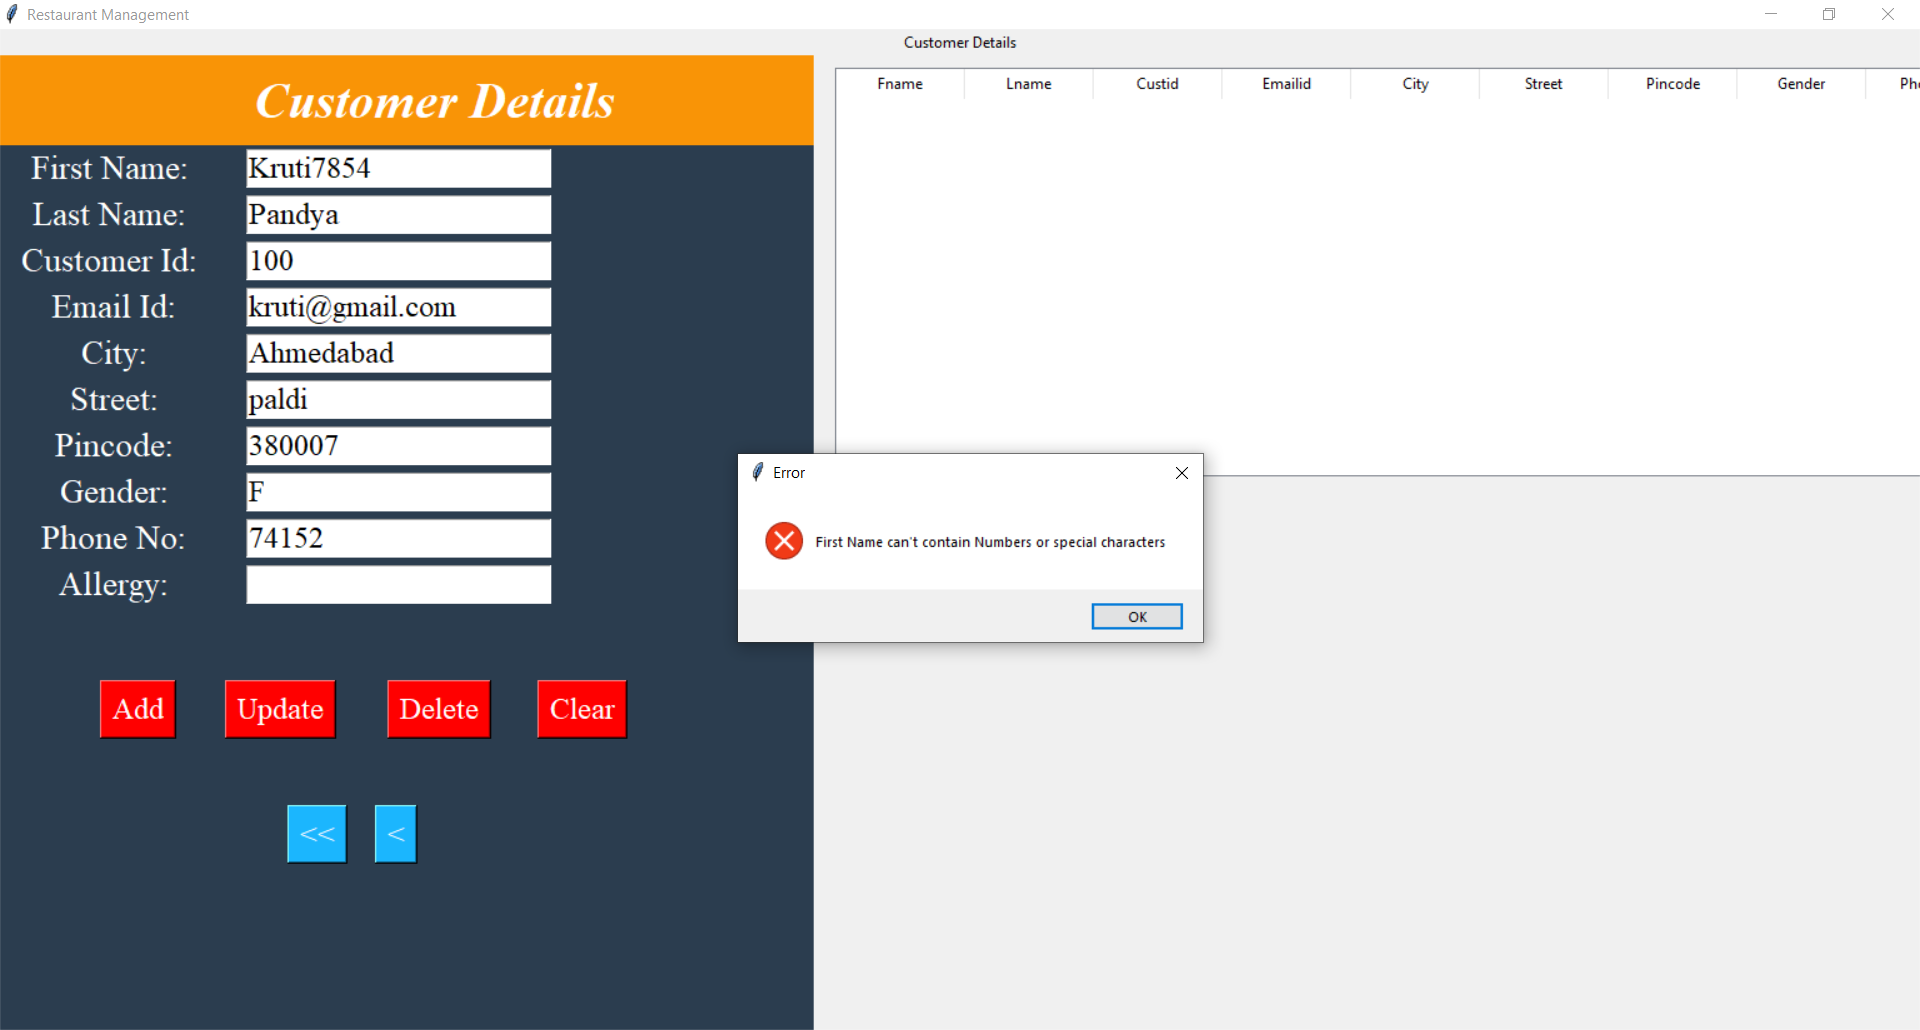 Restaurant Management
Customer Details
Customer Details
Fname Lname Custid Emailid City Street Pincode Gender Pho
First Name: Kruti7854
Last Name: Pandya
Customer Id: 100
Email Id: kruti@gmail.com
City: Ahmedabad
Street: paldi
Pincode: 380007
Gender: F
Phone No: 74152
Allergy:
Error
First Name can't contain Numbers or special characters
OK
Add Update Delete Clear
<< <